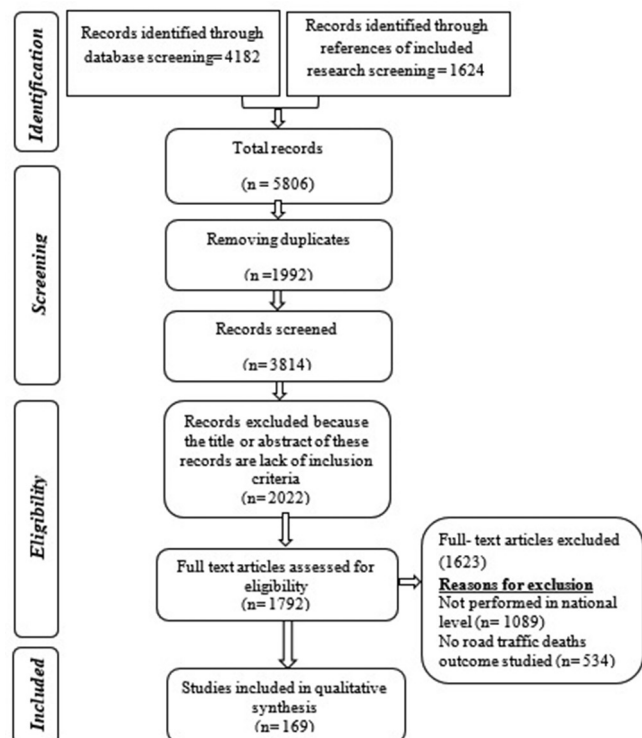 Identification
Records identified through
database screening= 4182
Records identified through
references of included
research screening = 1624
Total records
(n = 5806)
Screening
Removing duplicates
(n=1992)
Records screened
(n=3814)
Eligibility
Records excluded because
the title or abstract of these
records are lack of inclusion
criteria
(n=2022)
Full text articles assessed for
eligibility
(n=1792)
Full- text articles excluded
(1623)
Reasons for exclusion
Not performed in national
level (n= 1089)
No road traffic deaths
outcome studied (n= 534)
Included
Studies included in qualitative
synthesis
(n=169)